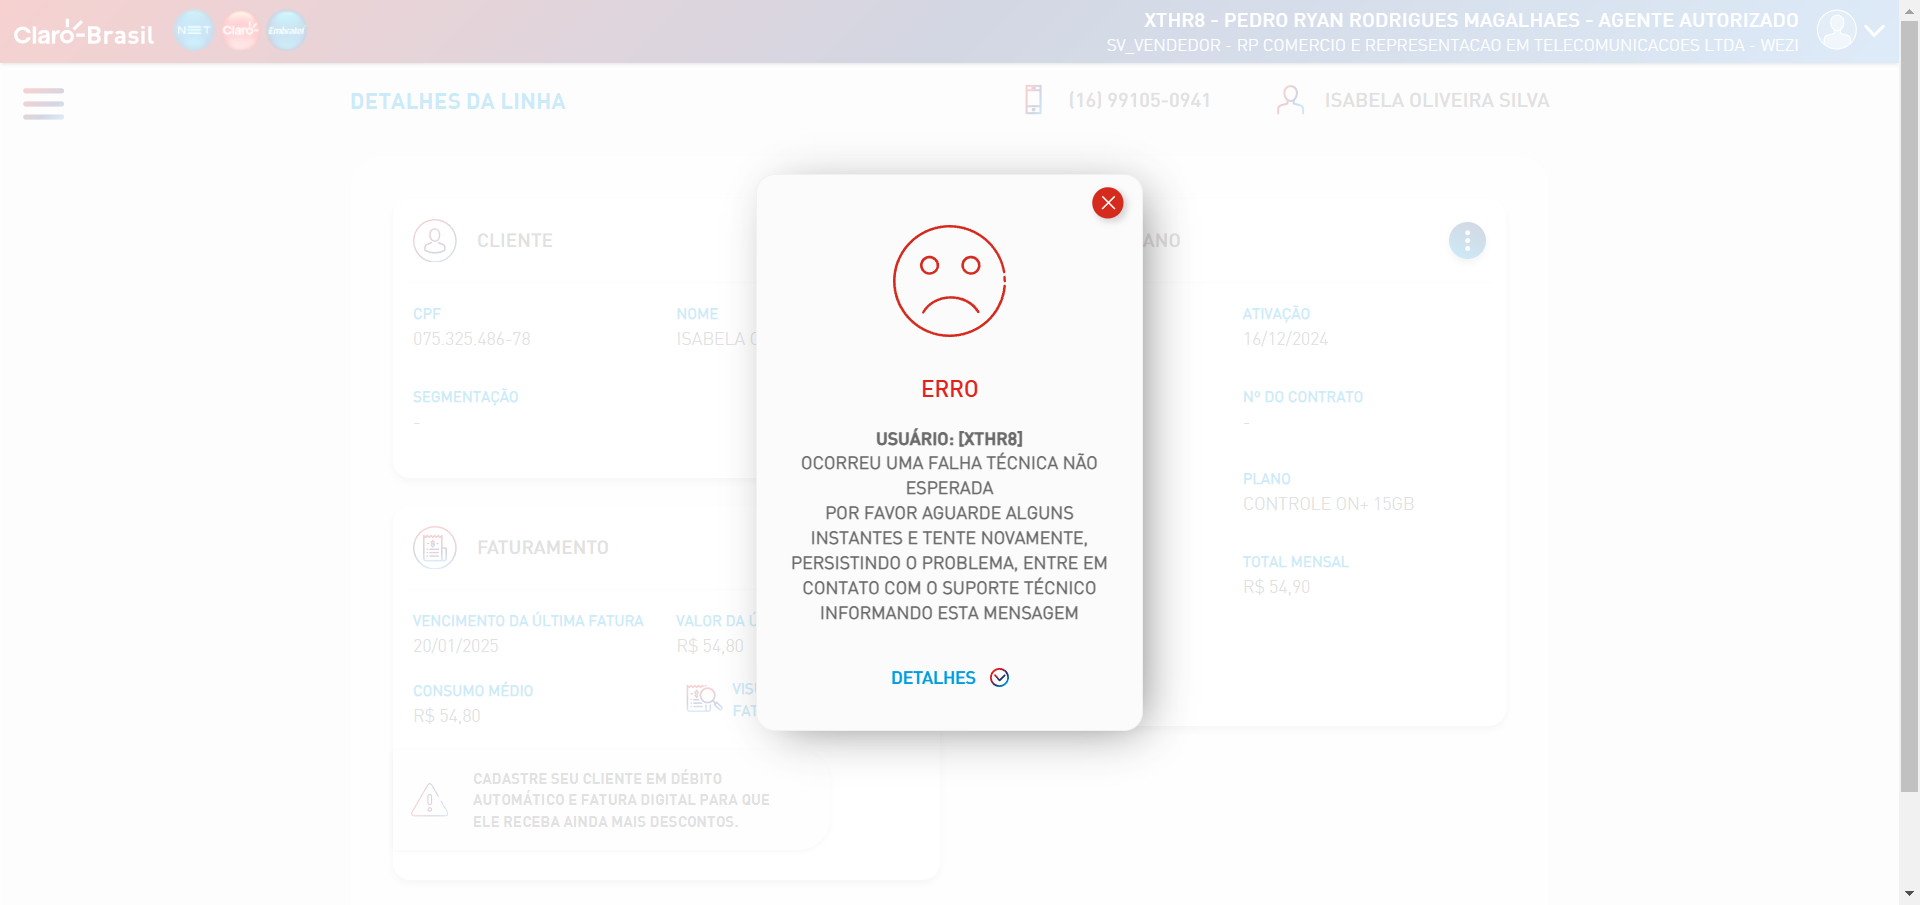 Claro-Brasil
NET
Claro
Embratel
XTHR8 - PEDRO RYAN RODRIGUES MAGALHAES - AGENTE AUTORIZADO
SV_VENDEDOR - RP COMERCIO E REPRESENTACAO EM TELECOMUNICACOES LTDA - WEZI
DETALHES DA LINHA
(16) 99105-0941
ISABELA OLIVEIRA SILVA
CLIENTE
CPF
075.325.486-78
NOME
ISABELA
SEGMENTAÇÃO
-
FATURAMENTO
VENCIMENTO DA ÚLTIMA FATURA
20/01/2025
VALOR DA
R$ 54,80
CONSUMO MÉDIO
R$ 54,80
VIS
FAT
CADASTRE SEU CLIENTE EM DÉBITO
AUTOMÁTICO E FATURA DIGITAL PARA QUE
ELE RECEBA AINDA MAIS DESCONTOS.
ERRO
USUÁRIO: [XTHR8]
OCORREU UMA FALHA TÉCNICA NÃO
ESPERADA
POR FAVOR AGUARDE ALGUNS
INSTANTES E TENTE NOVAMENTE,
PERSISTINDO O PROBLEMA, ENTRE EM
CONTATO COM O SUPORTE TÉCNICO
INFORMANDO ESTA MENSAGEM
DETALHES
ANO
ATIVAÇÃO
16/12/2024
Nº DO CONTRATO
-
PLANO
CONTROLE ON+ 15GB
TOTAL MENSAL
R$ 54,90